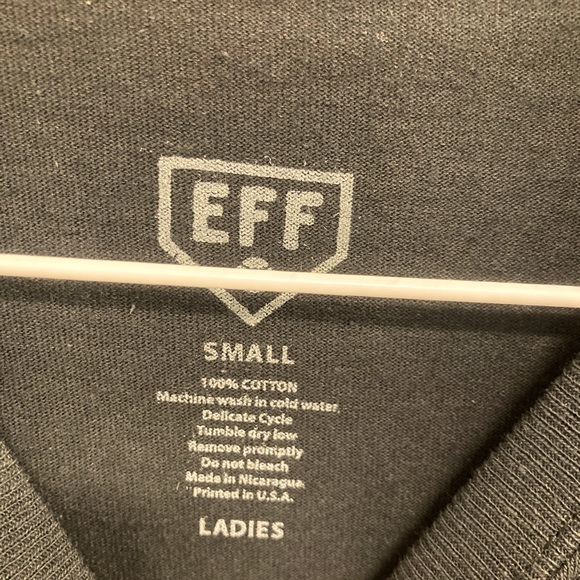 EFF
SMALL
100% COTTON
Machine wash in cold water
Delicate Cycle
Tumble dry low
Remove promptly
Do not bleach
Made in Nicaragua
Printed in U.S.A.
LADIES